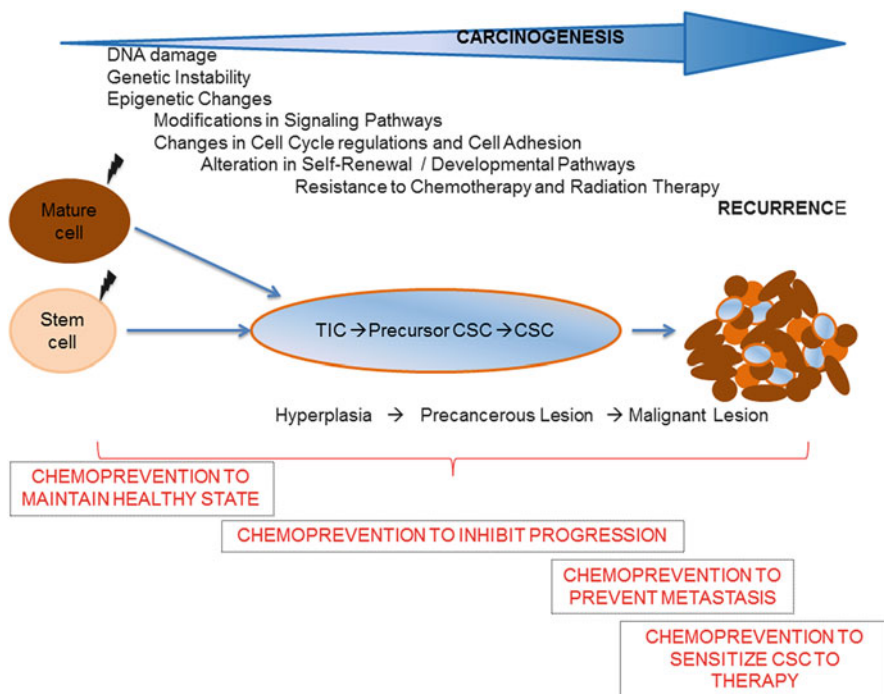 CARCINOGENESIS
DNA damage
Genetic Instability
Epigenetic Changes
Modifications in Signaling Pathways
Changes in Cell Cycle regulations and Cell Adhesion
Alteration in Self-Renewal / Developmental Pathways
Resistance to Chemotherapy and Radiation Therapy
RECURRENCE
Mature
cell
Stem
cell
TIC → Precursor CSC → CSC
Hyperplasia → Precancerous Lesion → Malignant Lesion
CHEMOPREVENTION TO
MAINTAIN HEALTHY STATE
CHEMOPREVENTION TO INHIBIT PROGRESSION
CHEMOPREVENTION TO
PREVENT METASTASIS
CHEMOPREVENTION TO
SENSITIZE CSC TO
THERAPY